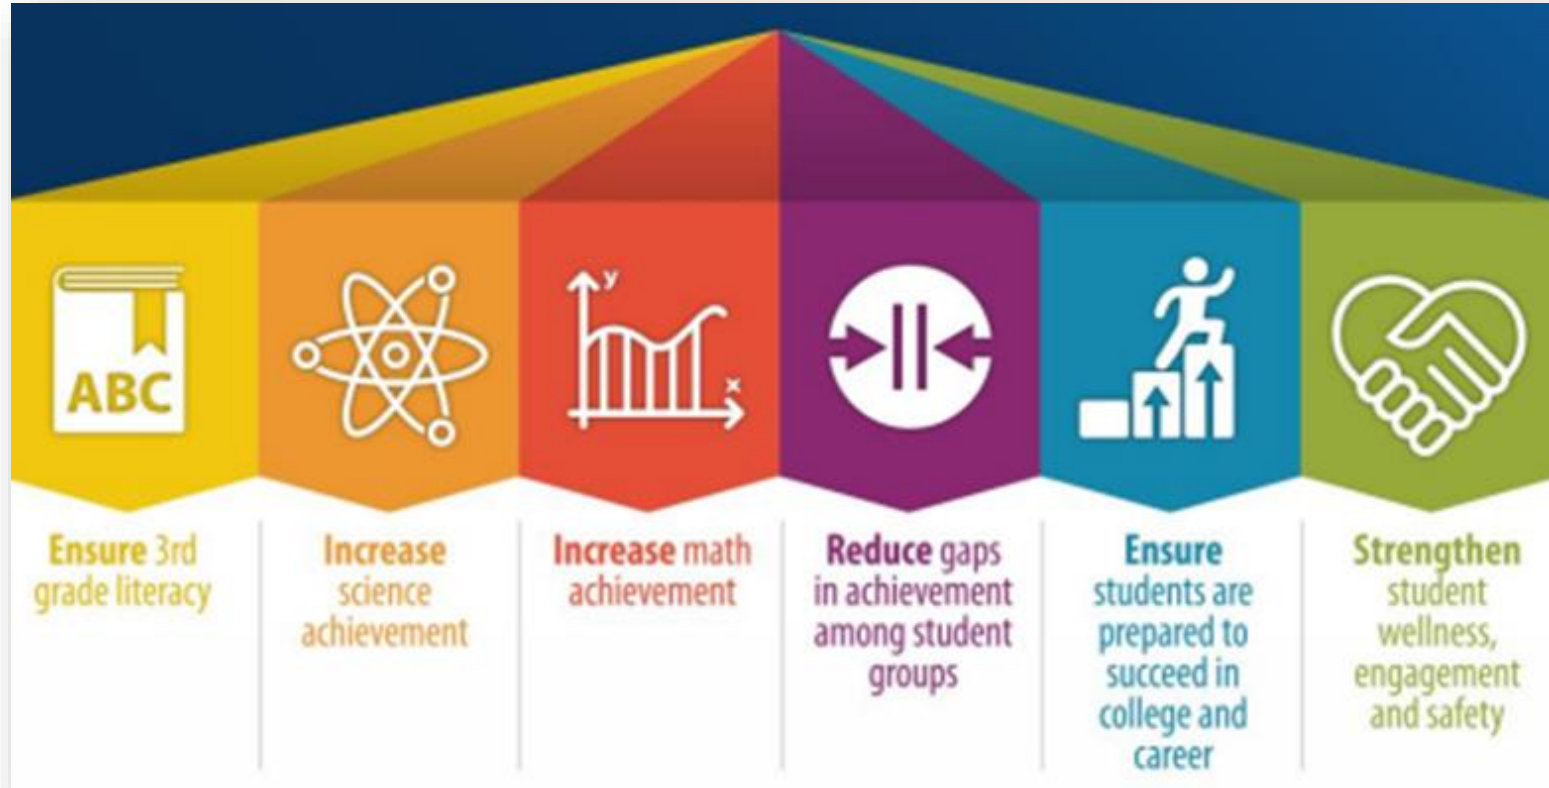 ABC
y
x
Ensure 3rd
grade literacy
Increase
science
achievement
Increase math
achievement
Reduce gaps
in achievement
among student
groups
Ensure
students are
prepared to
succeed in
college and
career
Strengthen
student
wellness,
engagement
and safety